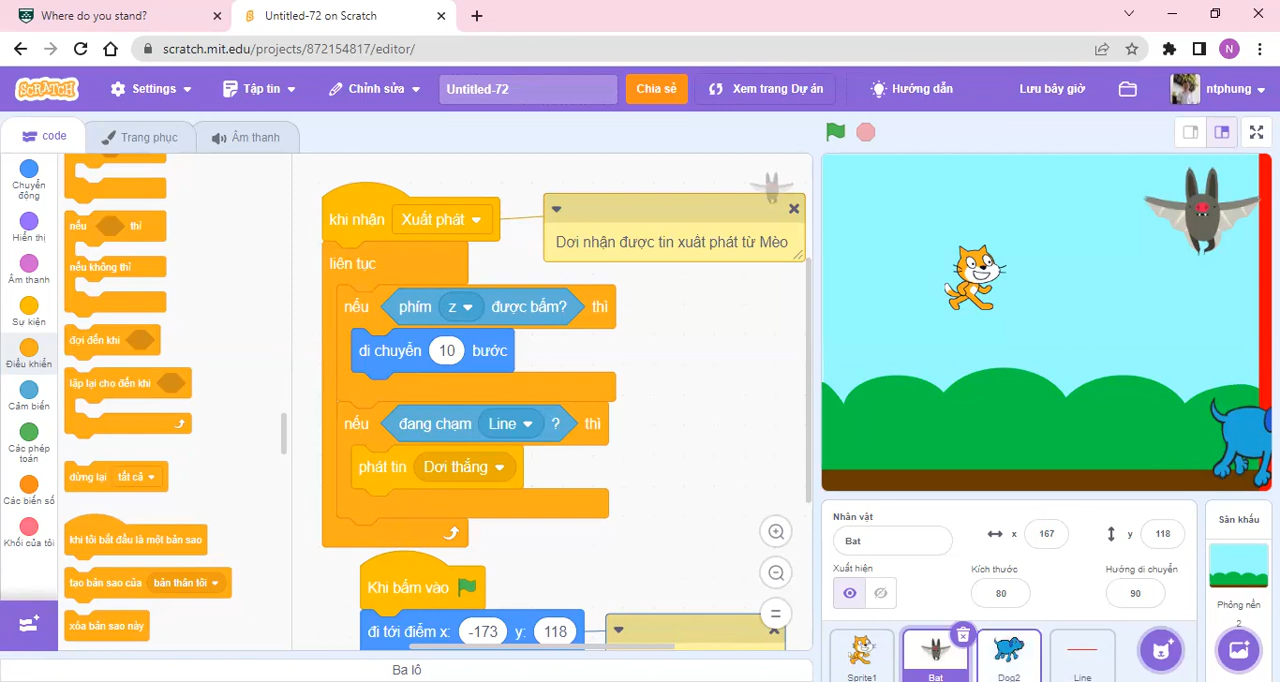 Where do you stand?
Untitled-72 on Scratch
scratch.mit.edu/projects/872154817/editor/
N
SCRATCH
Settings
Tập tin
Chỉnh sửa
Untitled-72
Chia sẻ
Xem trang Dự án
Hướng dẫn
Lưu bây giờ
ntphung
code
Trang phục
Âm thanh
Chuyển động
Hiển thị
Âm thanh
Sự kiện
Điều khiển
Cảm biến
Các phép toán
Các biến số
Khối của tôi
nếu thì
nếu không thì
đợi đến khi
lặp lại cho đến khi
dừng lại tất cả
khi tôi bắt đầu là một bản sao
tạo bản sao của bản thân tôi
xóa bản sao này
khi nhận Xuất phát
Dơi nhận được tin xuất phát từ Mèo
liên tục
nếu phím z được bấm? thì
di chuyển 10 bước
nếu đang chạm Line ? thì
phát tin Dơi thắng
Khi bấm vào
đi tới điểm x: -173 y: 118
Ba lô
Nhân vật
Bat
x 167
y 118
Xuất hiện
Kích thước
80
Hướng di chuyển
90
Sprite1
Bat
Dog2
Line
Sân khấu
Phông nền
2